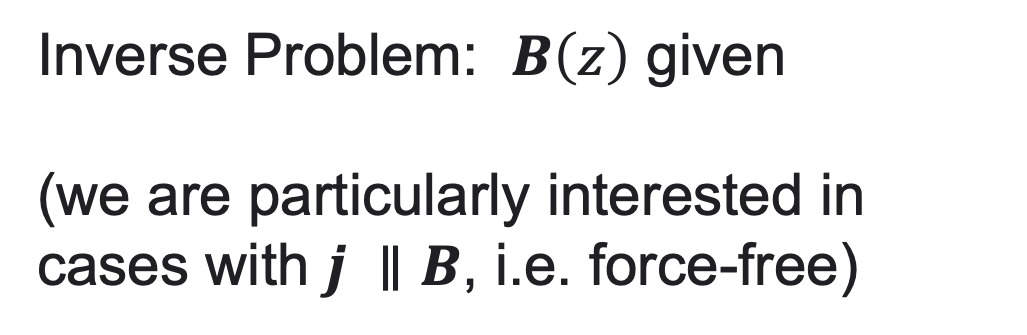 Inverse Problem: B(z) given
(we are particularly interested in
cases with j ∥ B, i.e. force-free)